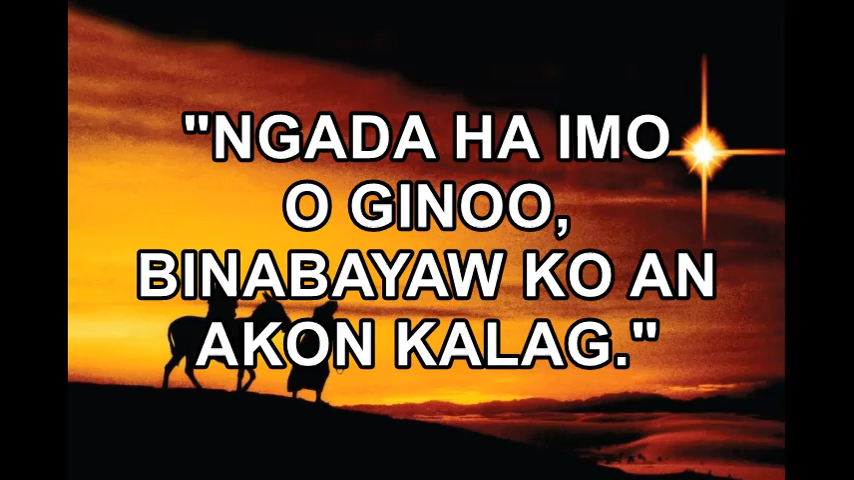 "NGADA HA IMO
O GINOO,
BINABAYAW KO AN
AKON KALAG."